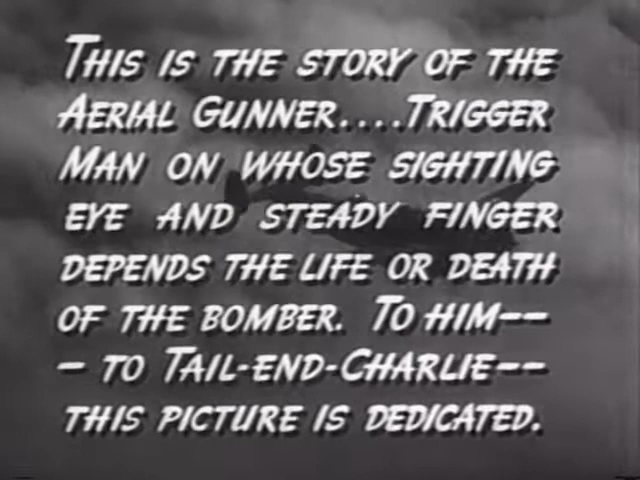 This is the story of the
Aerial Gunner....Trigger
Man on whose sighting
eye and steady finger
depends the life or death
of the bomber. To him--
- to Tail-end-Charlie--
this picture is dedicated.